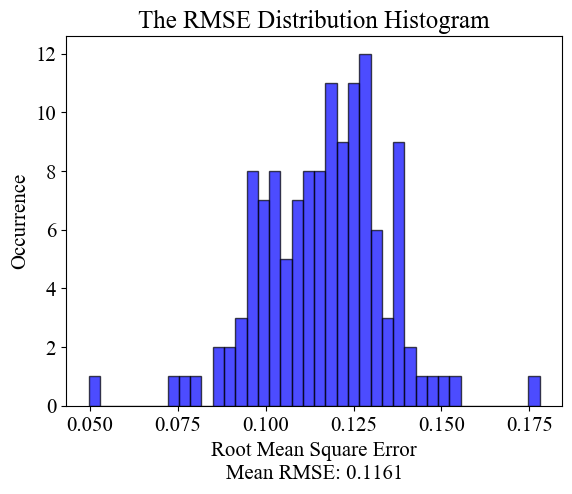 The RMSE Distribution Histogram
12
10
8
6
4
2
0
Occurrence
0.050 0.075 0.100 0.125 0.150 0.175
Root Mean Square Error
Mean RMSE: 0.1161